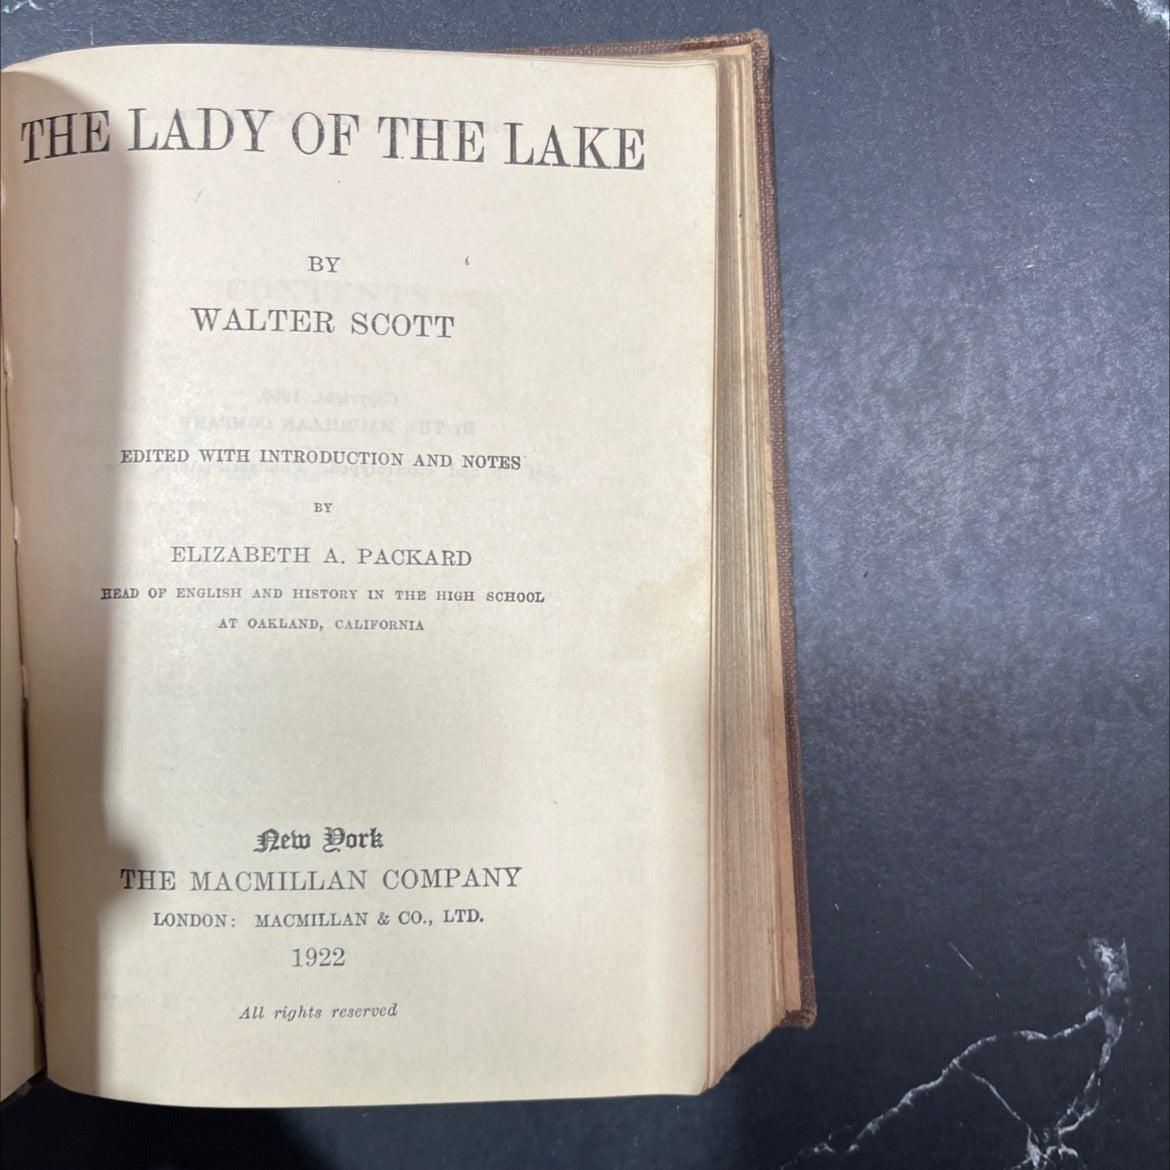 THE LADY OF THE LAKE
BY
WALTER SCOTT
EDITED WITH INTRODUCTION AND NOTES
BY
ELIZABETH A. PACKARD
HEAD OF ENGLISH AND HISTORY IN THE HIGH SCHOOL
AT OAKLAND, CALIFORNIA
New York
THE MACMILLAN COMPANY
LONDON: MACMILLAN & CO., LTD.
1922
All rights reserved